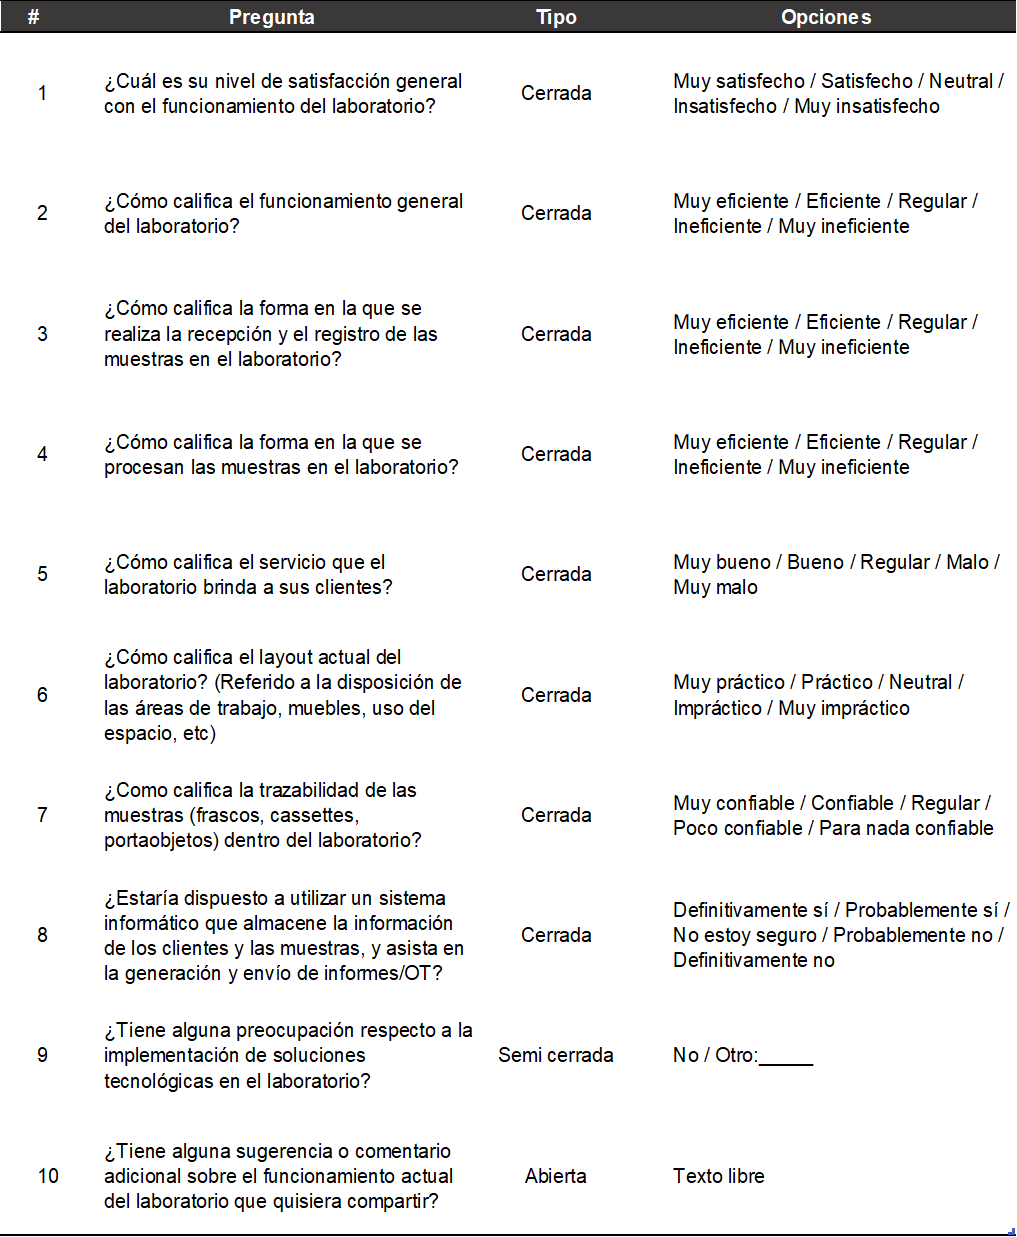 # Pregunta Tipo Opciones
1 ¿Cuál es su nivel de satisfacción general con el funcionamiento del laboratorio? Cerrada Muy satisfecho / Satisfecho / Neutral / Insatisfecho / Muy insatisfecho
2 ¿Cómo califica el funcionamiento general del laboratorio? Cerrada Muy eficiente / Eficiente / Regular / Ineficiente / Muy ineficiente
3 ¿Cómo califica la forma en la que se realiza la recepción y el registro de las muestras en el laboratorio? Cerrada Muy eficiente / Eficiente / Regular / Ineficiente / Muy ineficiente
4 ¿Cómo califica la forma en la que se procesan las muestras en el laboratorio? Cerrada Muy eficiente / Eficiente / Regular / Ineficiente / Muy ineficiente
5 ¿Cómo califica el servicio que el laboratorio brinda a sus clientes? Cerrada Muy bueno / Bueno / Regular / Malo / Muy malo
6 ¿Cómo califica el layout actual del laboratorio? (Referido a la disposición de las áreas de trabajo, muebles, uso del espacio, etc) Cerrada Muy práctico / Práctico / Neutral / Impráctico / Muy impráctico
7 ¿Como califica la trazabilidad de las muestras (frascos, cassettes, portaobjetos) dentro del laboratorio? Cerrada Muy confiable / Confiable / Regular / Poco confiable / Para nada confiable
8 ¿Estaría dispuesto a utilizar un sistema informático que almacene la información de los clientes y las muestras, y asista en la generación y envío de informes/OT? Cerrada Definitivamente sí / Probablemente sí / No estoy seguro / Probablemente no / Definitivamente no
9 ¿Tiene alguna preocupación respecto a la implementación de soluciones tecnológicas en el laboratorio? Semi cerrada No / Otro:_____
10 ¿Tiene alguna sugerencia o comentario adicional sobre el funcionamiento actual del laboratorio que quisiera compartir? Abierta Texto libre